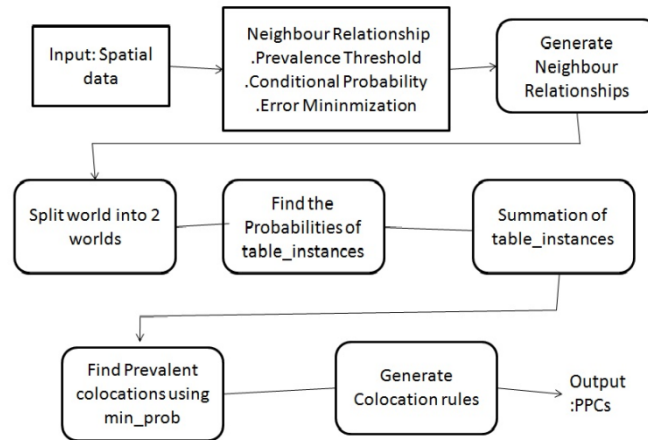 Input: Spatial
data
Neighbour Relationship
.Prevalence Threshold
.Conditional Probability
.Error Mininmization
Generate
Neighbour
Relationships
Split world into 2
worlds
Find the
Probabilities of
table_instances
Summation of
table_instances
Find Prevalent
colocations using
min_prob
Generate
Colocation rules
Output
:PPCs